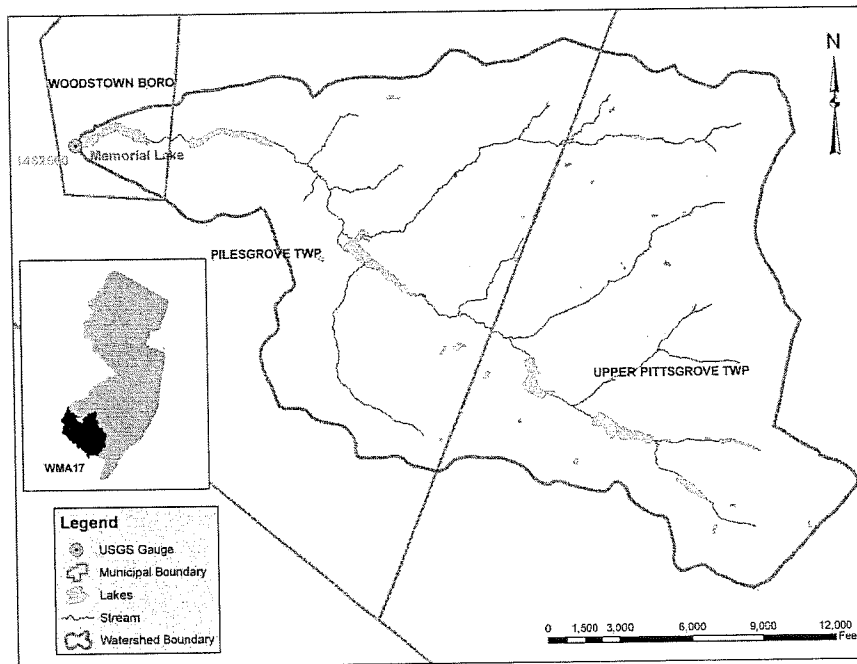 N
WOODSTOWN BORO
Memorial Lake
PILESGROVE TWP
UPPER PITTSGROVE TWP
WMA17
Legend
USGS Gauge
Municipal Boundary
Lakes
Stream
Watershed Boundary
0 1,500 3,000 6,000 9,000 12,000